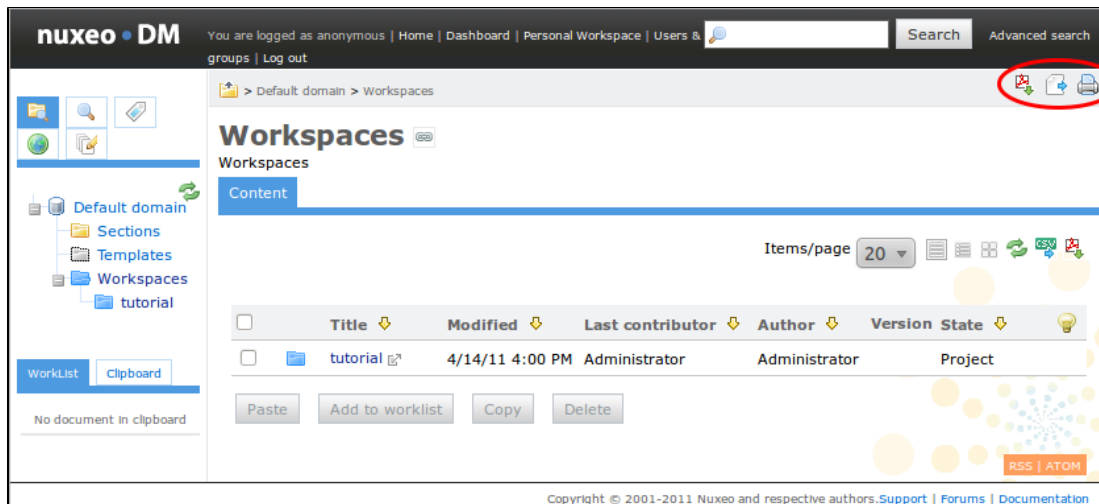 nuxeo DM
You are logged as anonymous | Home | Dashboard | Personal Workspace | Users &
groups | Log out
Search
Advanced search
> Default domain > Workspaces
Workspaces
Workspaces
Content
Default domain
Sections
Templates
Workspaces
tutorial
Items/page 20
CSV
Title Modified Last contributor Author Version State
tutorial 4/14/11 4:00 PM Administrator Administrator Project
WorkList Clipboard
No document in clipboard
Paste Add to worklist Copy Delete
RSS | ATOM
Copyright © 2001-2011 Nuxeo and respective authors.Support | Forums | Documentation